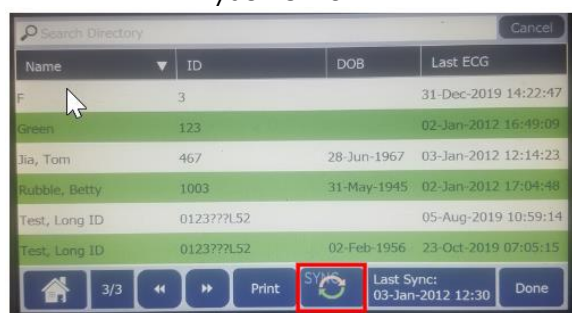 Search Directory Cancel
Name ▼ ID DOB Last ECG
F 3 31-Dec-2019 14:22:47
Green 123 02-Jan-2012 16:49:09
Jia, Tom 467 28-Jun-1967 03-Jan-2012 12:14:23
Rubble, Betty 1003 31-May-1945 02-Jan-2012 17:04:48
Test, Long ID 0123???L52 05-Aug-2019 10:59:14
Test, Long ID 0123???L52 02-Feb-1956 23-Oct-2019 07:05:15
3/3 Print SYNC Last Sync:
03-Jan-2012 12:30 Done